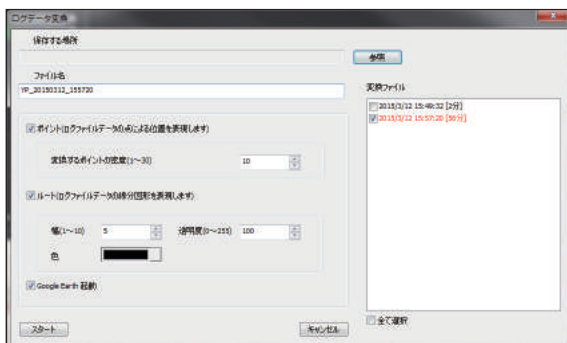 ログデータ変換
保存する場所
参照
ファイル名
YP_20150312_155720
変換ファイル
2015/3/12 15:49:32 [2分]
2015/3/12 15:57:20 [56分]
ポイント(ログファイルデータの点による位置を表現します)
変換するポイントの密度(1～30) 10
ルート(ログファイルデータの線分図形を表現します)
幅(1～10) 5 透明度(0～255) 100
色
Google Earth 起動
全て選択
スタート
キャンセル